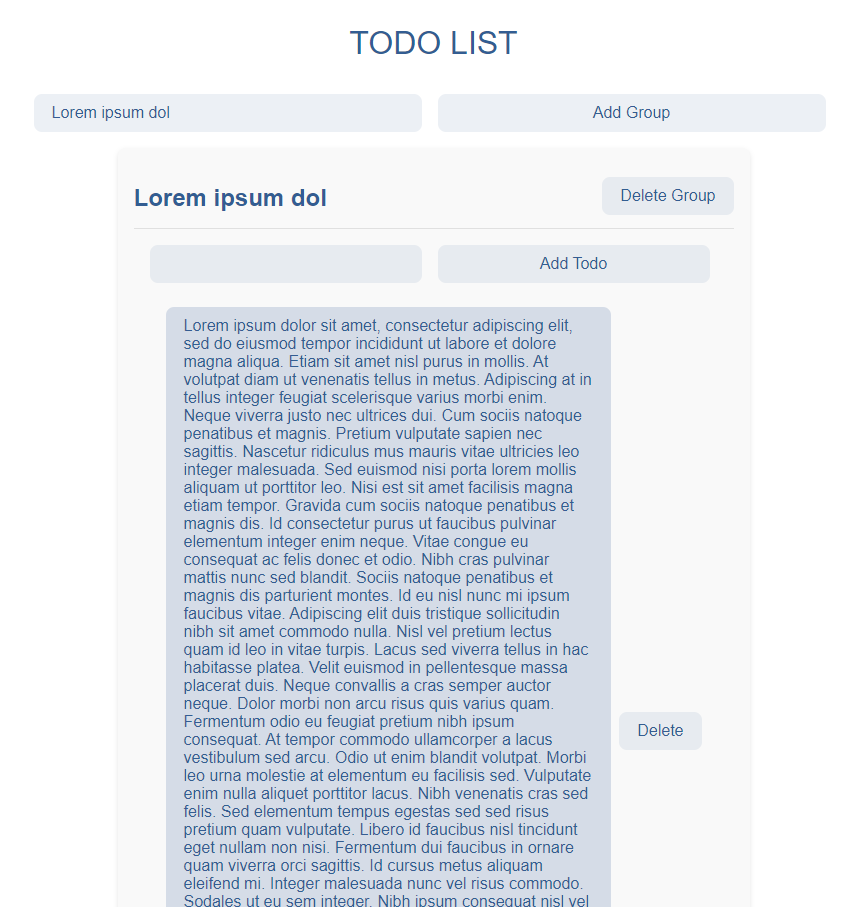 TODO LIST
Lorem ipsum dol
Add Group
Lorem ipsum dol
Delete Group
Add Todo
Lorem ipsum dolor sit amet, consectetur adipiscing elit,
sed do eiusmod tempor incididunt ut labore et dolore
magna aliqua. Etiam sit amet nisl purus in mollis. At
volutpat diam ut venenatis tellus in metus. Adipiscing at in
tellus integer feugiat scelerisque varius morbi enim.
Neque viverra justo nec ultrices dui. Cum sociis natoque
penatibus et magnis. Pretium vulputate sapien nec
sagittis. Nascetur ridiculus mus mauris vitae ultricies leo
integer malesuada. Sed euismod nisi porta lorem mollis
aliquam ut porttitor leo. Nisi est sit amet facilisis magna
etiam tempor. Gravida cum sociis natoque penatibus et
magnis dis. Id consectetur purus ut faucibus pulvinar
elementum integer enim neque. Vitae congue eu
consequat ac felis donec et odio. Nibh cras pulvinar
mattis nunc sed blandit. Sociis natoque penatibus et
magnis dis parturient montes. Id eu nisl nunc mi ipsum
faucibus vitae. Adipiscing elit duis tristique sollicitudin
nibh sit amet commodo nulla. Nisl vel pretium lectus
quam id leo in vitae turpis. Lacus sed viverra tellus in hac
habitasse platea. Velit euismod in pellentesque massa
placerat duis. Neque convallis a cras semper auctor
neque. Dolor morbi non arcu risus quis varius quam.
Fermentum odio eu feugiat pretium nibh ipsum
consequat. At tempor commodo ullamcorper a lacus
vestibulum sed arcu. Odio ut enim blandit volutpat. Morbi
leo urna molestie at elementum eu facilisis sed. Vulputate
enim nulla aliquet porttitor lacus. Nibh venenatis cras sed
felis. Sed elementum tempus egestas sed sed risus
pretium quam vulputate. Libero id faucibus nisl tincidunt
eget nullam non nisi. Fermentum dui faucibus in ornare
quam viverra orci sagittis. Id cursus metus aliquam
eleifend mi. Integer malesuada nunc vel risus commodo.
Sodales ut eu sem integer. Nibh ipsum consequat nisl vel
Delete